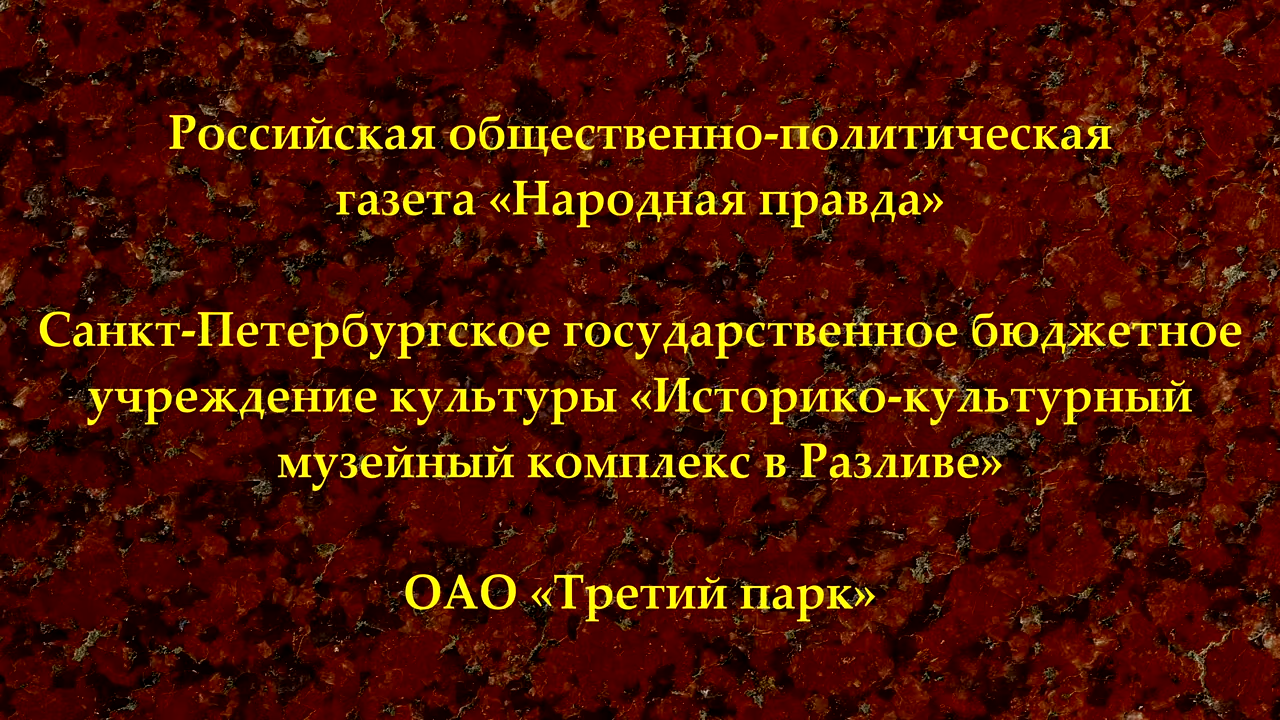 Российская общественно-политическая
газета «Народная правда»
Санкт-Петербургское государственное бюджетное
учреждение культуры «Историко-культурный
музейный комплекс в Разливе»
ОАО «Третий парк»